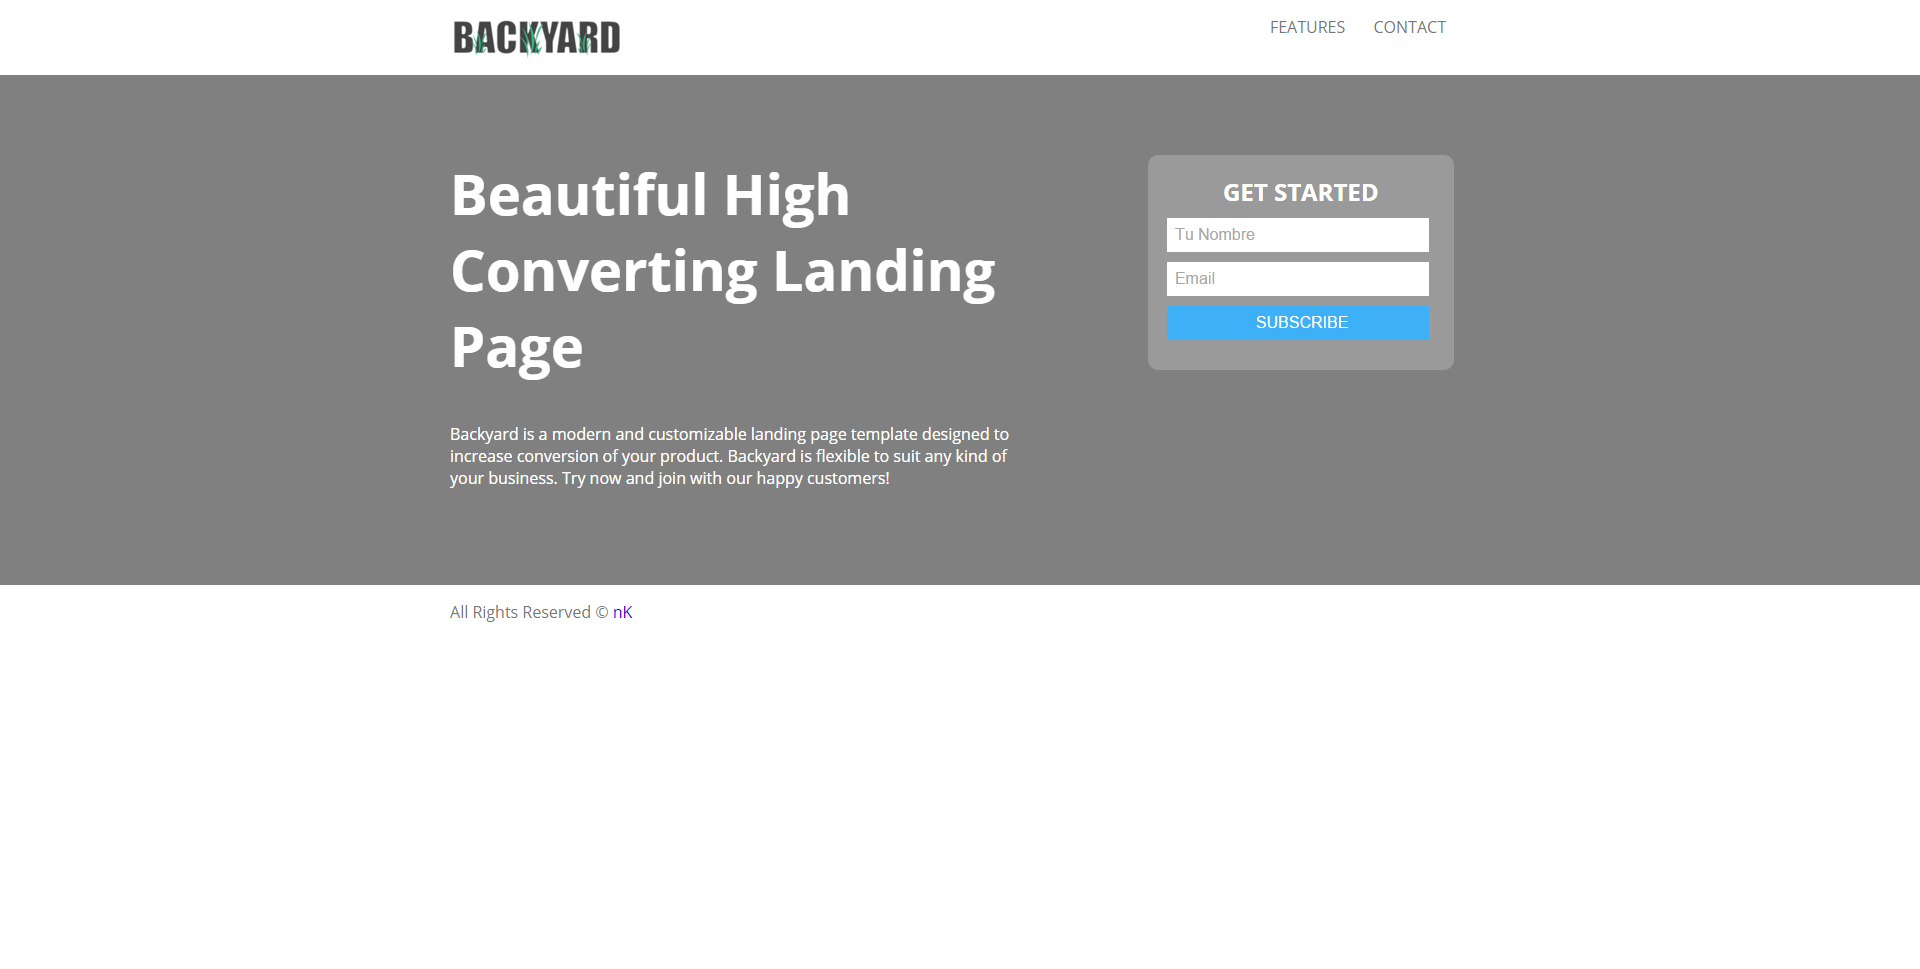 BACKYARD
FEATURES CONTACT
Beautiful High
Converting Landing
Page
Backyard is a modern and customizable landing page template designed to
increase conversion of your product. Backyard is flexible to suit any kind of
your business. Try now and join with our happy customers!
GET STARTED
Tu Nombre
Email
SUBSCRIBE
All Rights Reserved © nK